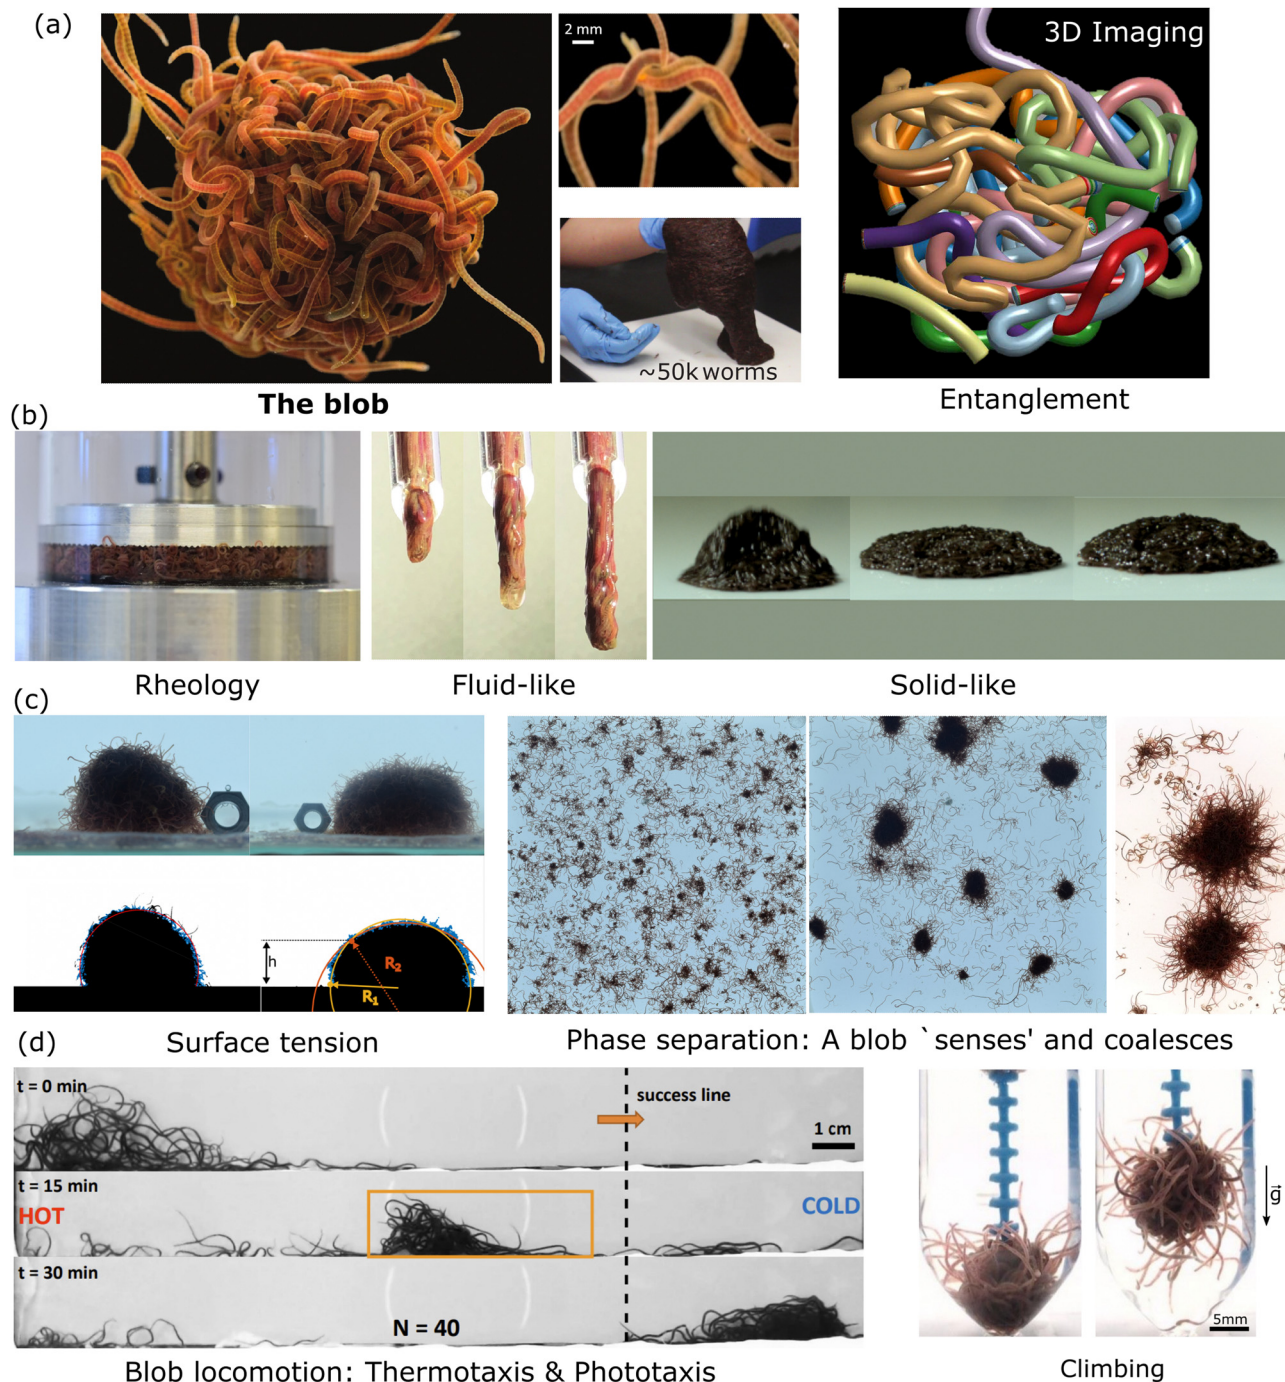 (a)
2 mm
3D Imaging
~50k worms
The blob
Entanglement
(b)
Rheology
Fluid-like
Solid-like
(c)
h
R2
R1
Surface tension
Phase separation: A blob `senses' and coalesces
(d)
t = 0 min
success line
1 cm
t = 15 min
HOT
COLD
t = 30 min
N = 40
g⃗
5mm
Blob locomotion: Thermotaxis & Phototaxis
Climbing